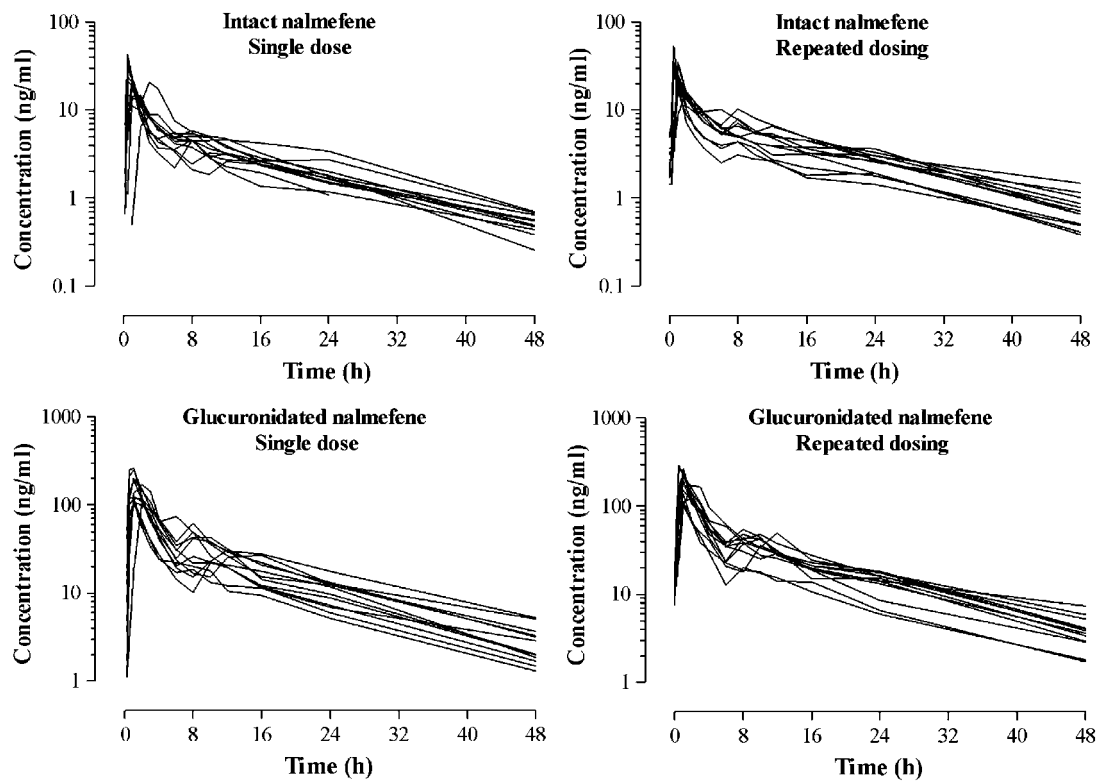 Intact nalmefene
Single dose
Concentration (ng/ml)
100
10
1
0.1
0 8 16 24 32 40 48
Time (h)
Intact nalmefene
Repeated dosing
Concentration (ng/ml)
100
10
1
0.1
0 8 16 24 32 40 48
Time (h)
Glucuronidated nalmefene
Single dose
Concentration (ng/ml)
1000
100
10
1
0 8 16 24 32 40 48
Time (h)
Glucuronidated nalmefene
Repeated dosing
Concentration (ng/ml)
1000
100
10
1
0 8 16 24 32 40 48
Time (h)